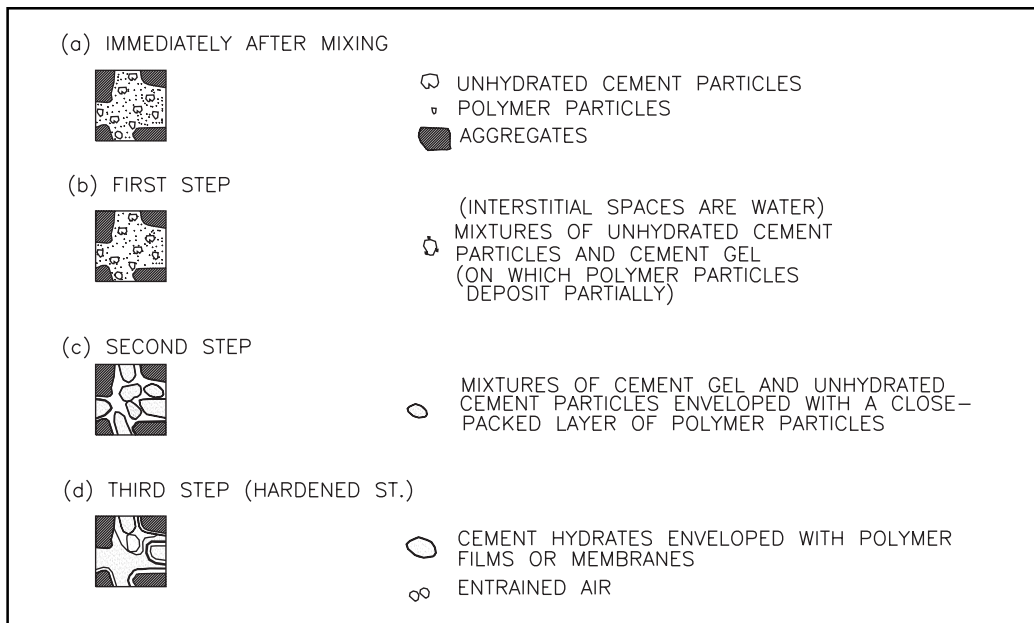 (a) IMMEDIATELY AFTER MIXING
UNHYDRATED CEMENT PARTICLES
POLYMER PARTICLES
AGGREGATES
(b) FIRST STEP
(INTERSTITIAL SPACES ARE WATER)
MIXTURES OF UNHYDRATED CEMENT
PARTICLES AND CEMENT GEL
(ON WHICH POLYMER PARTICLES
DEPOSIT PARTIALLY)
(c) SECOND STEP
MIXTURES OF CEMENT GEL AND UNHYDRATED
CEMENT PARTICLES ENVELOPED WITH A CLOSE–
PACKED LAYER OF POLYMER PARTICLES
(d) THIRD STEP (HARDENED ST.)
CEMENT HYDRATES ENVELOPED WITH POLYMER
FILMS OR MEMBRANES
ENTRAINED AIR